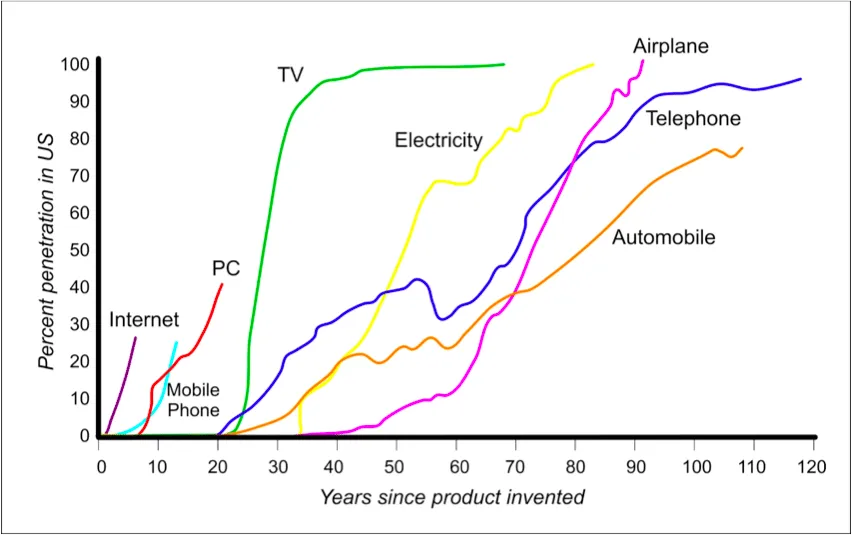 Percent penetration in US
100
90
80
70
60
50
40
30
20
10
0
Internet
PC
Mobile
Phone
TV
Electricity
Airplane
Telephone
Automobile
0 10 20 30 40 50 60 70 80 90 100 110 120
Years since product invented